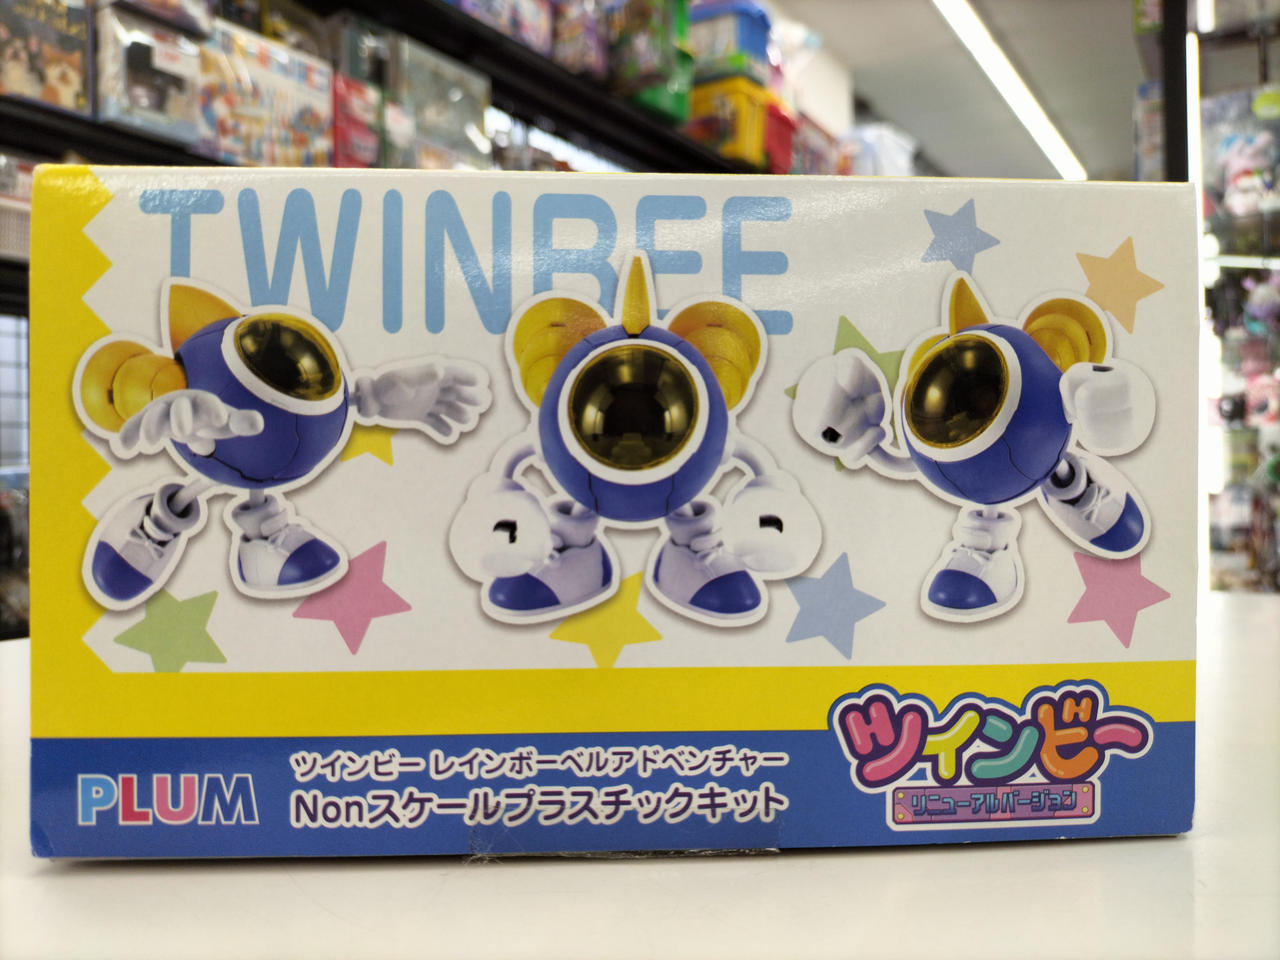 TWINBEE
PLUM
ツインビー レインボーベルアドベンチャー
Nonスケールプラスチックキット
ツインビー
リニューアルバージョン